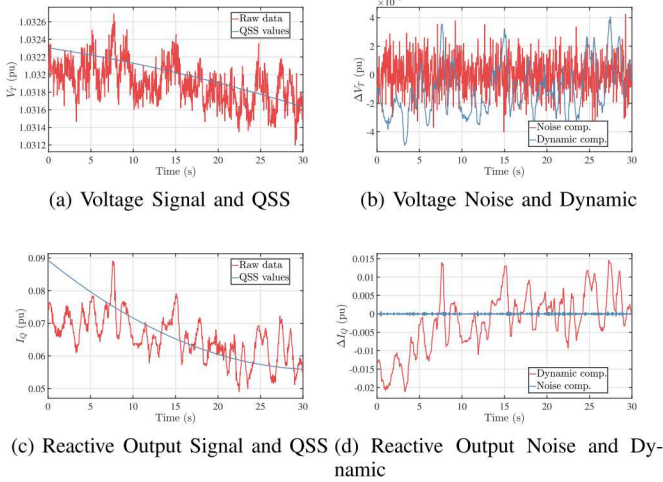 ×10
1.0326
1.0324
1.0322
1.032
1.0318
1.0316
1.0314
1.0312
V_T (pu)
Raw data
QSS values
0 5 10 15 20 25 30
Time (s)
4
2
0
-2
-4
ΔV_T (pu)
Noise comp.
Dynamic comp.
0 5 10 15 20 25 30
Time (s)
(a) Voltage Signal and QSS
(b) Voltage Noise and Dynamic
0.09
0.08
0.07
0.06
0.05
I_Q (pu)
Raw data
QSS values
0 5 10 15 20 25 30
Time (s)
0.015
0.01
0.005
0
-0.005
-0.01
-0.015
-0.02
ΔI_Q (pu)
Dynamic comp.
Noise comp.
0 5 10 15 20 25 30
Time (s)
(c) Reactive Output Signal and QSS
(d) Reactive Output Noise and Dy-
namic